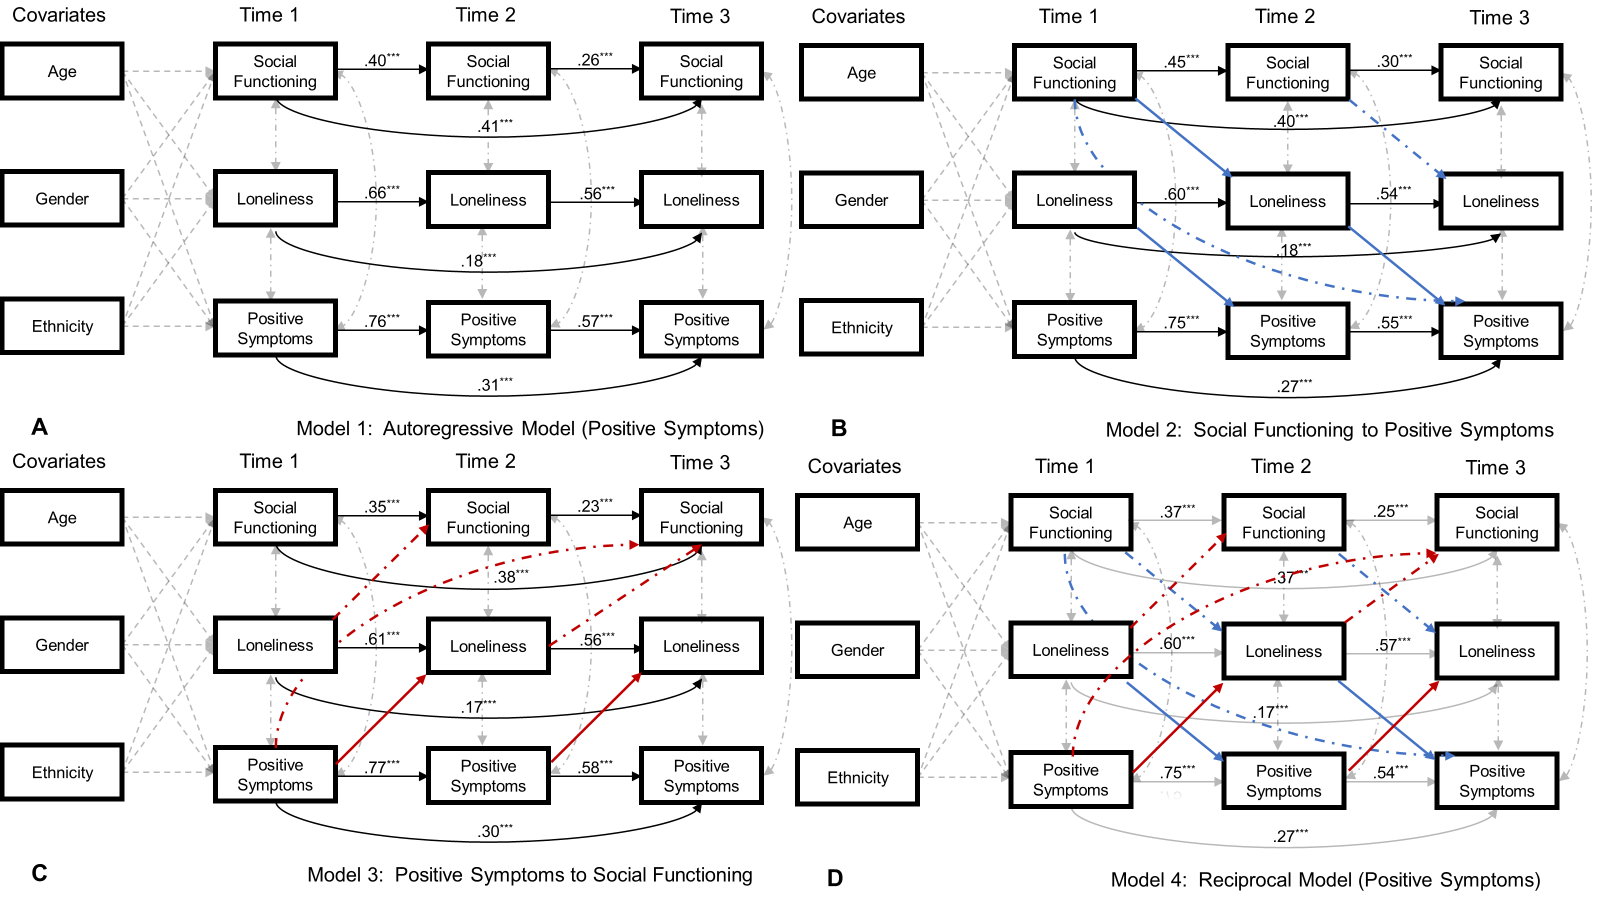 Covariates Time 1 Time 2 Time 3
Age
Social
Functioning
.40***
Social
Functioning
.26***
Social
Functioning
.41***
Gender
Loneliness
.66***
Loneliness
.56***
Loneliness
.18***
Ethnicity
Positive
Symptoms
.76***
Positive
Symptoms
.57***
Positive
Symptoms
.31***
A Model 1: Autoregressive Model (Positive Symptoms)
Covariates Time 1 Time 2 Time 3
Age
Social
Functioning
.45***
Social
Functioning
.30***
Social
Functioning
.40***
Gender
Loneliness
.60***
Loneliness
.54***
Loneliness
.18***
Ethnicity
Positive
Symptoms
.75***
Positive
Symptoms
.55***
Positive
Symptoms
.27***
B Model 2: Social Functioning to Positive Symptoms
Covariates Time 1 Time 2 Time 3
Age
Social
Functioning
.35***
Social
Functioning
.23***
Social
Functioning
.38***
Gender
Loneliness
.61***
Loneliness
.56***
Loneliness
.17***
Ethnicity
Positive
Symptoms
.77***
Positive
Symptoms
.58***
Positive
Symptoms
.30***
C Model 3: Positive Symptoms to Social Functioning
Covariates Time 1 Time 2 Time 3
Age
Social
Functioning
.37***
Social
Functioning
.25***
Social
Functioning
.37***
Gender
Loneliness
.60***
Loneliness
.57***
Loneliness
.17***
Ethnicity
Positive
Symptoms
.75***
Positive
Symptoms
.54***
Positive
Symptoms
.27***
D Model 4: Reciprocal Model (Positive Symptoms)